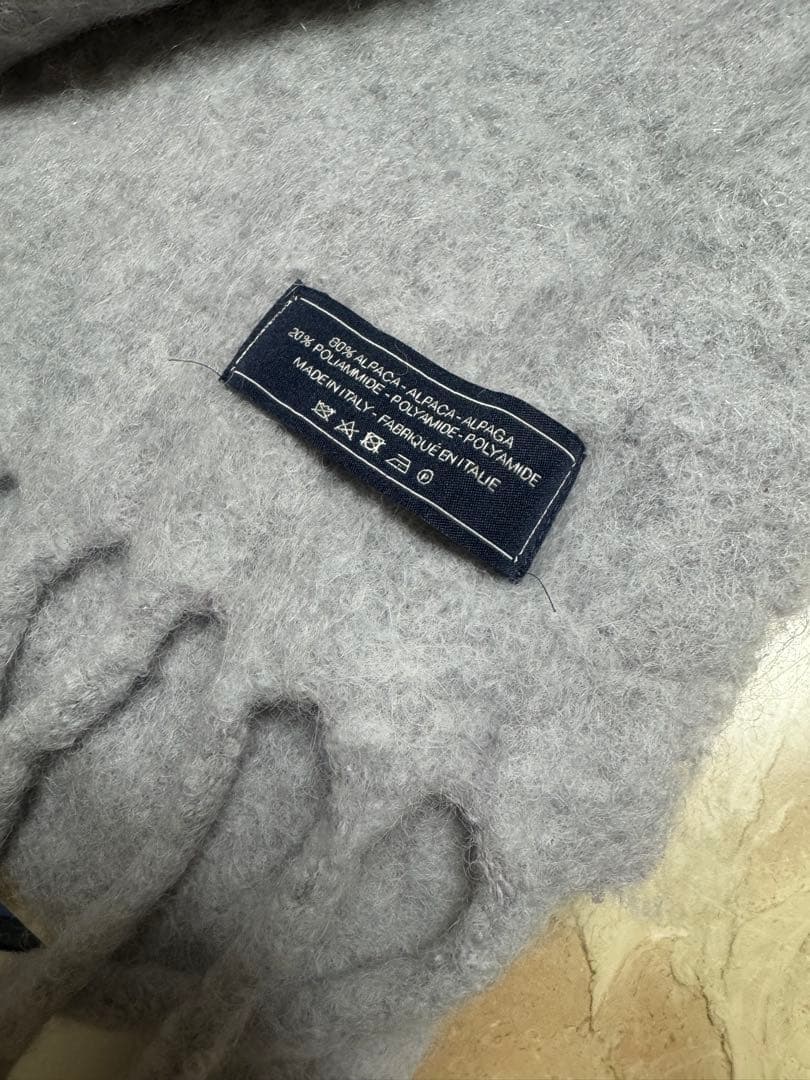 80% ALPACA - ALPACA - ALPAGA
20% POLIAMMIDE - POLYAMIDE - POLYAMIDE
MADE IN ITALY - FABRIQUÉ EN ITALIE
P